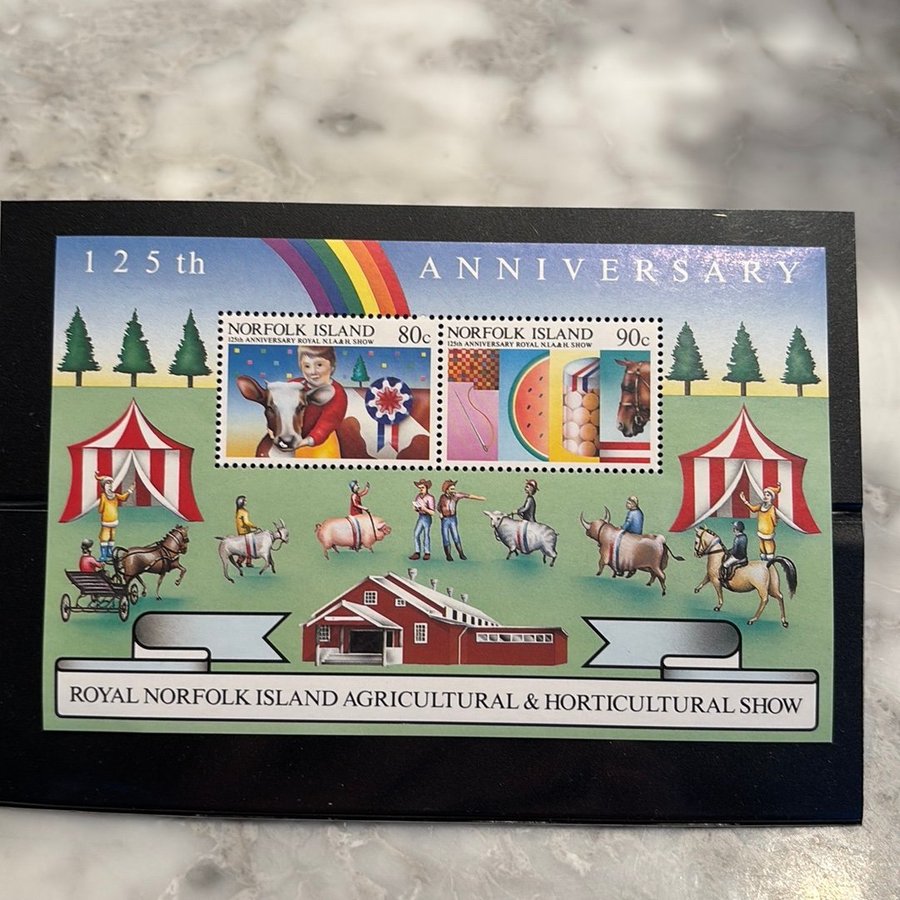 125th ANNIVERSARY
NORFOLK ISLAND 80c
125th ANNIVERSARY ROYAL N.I.A.& H. SHOW
NORFOLK ISLAND 90c
125th ANNIVERSARY ROYAL N.I.A.& H. SHOW
ROYAL NORFOLK ISLAND AGRICULTURAL & HORTICULTURAL SHOW